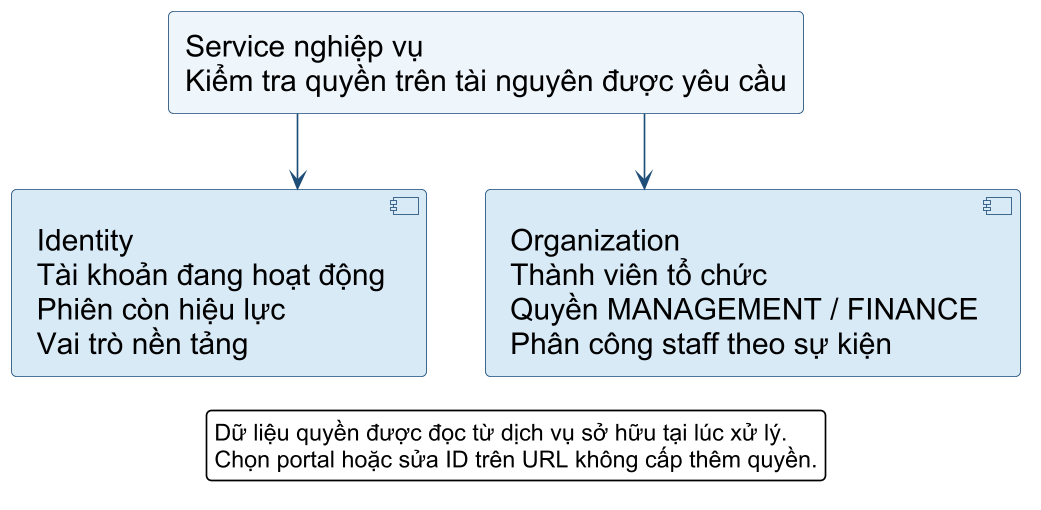 Service nghiệp vụ
Kiểm tra quyền trên tài nguyên được yêu cầu
Identity
Tài khoản đang hoạt động
Phiên còn hiệu lực
Vai trò nền tảng
Organization
Thành viên tổ chức
Quyền MANAGEMENT / FINANCE
Phân công staff theo sự kiện
Dữ liệu quyền được đọc từ dịch vụ sở hữu tại lúc xử lý.
Chọn portal hoặc sửa ID trên URL không cấp thêm quyền.